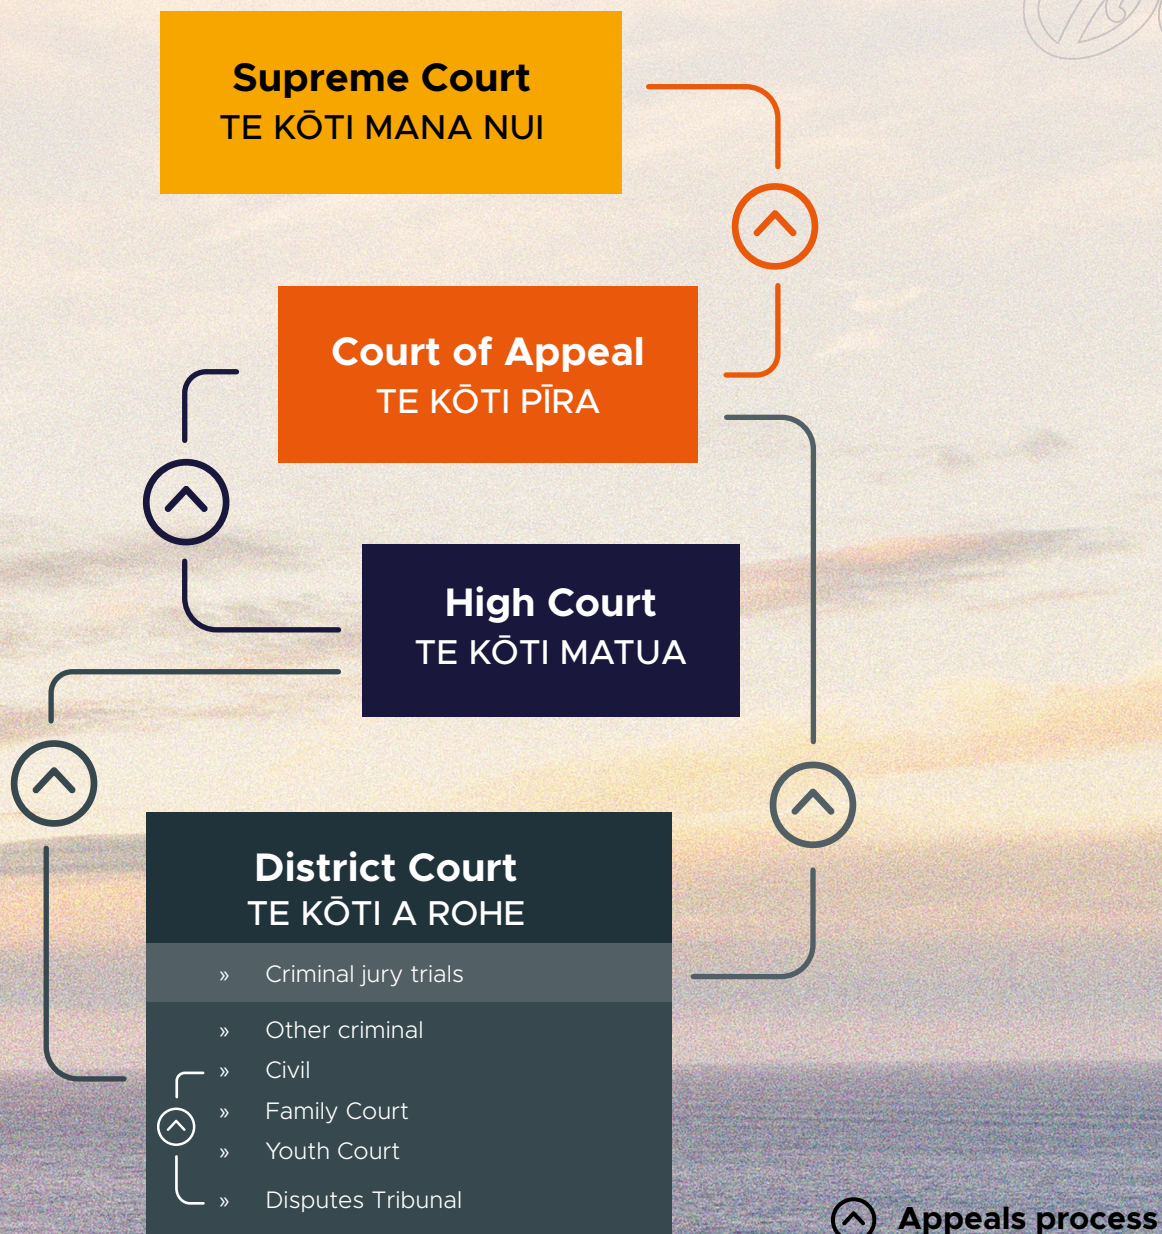 Supreme Court
TE KŌTI MANA NUI
Court of Appeal
TE KŌTI PĪRA
High Court
TE KŌTI MATUA
District Court
TE KŌTI A ROHE
» Criminal jury trials
» Other criminal
» Civil
» Family Court
» Youth Court
» Disputes Tribunal
Appeals process